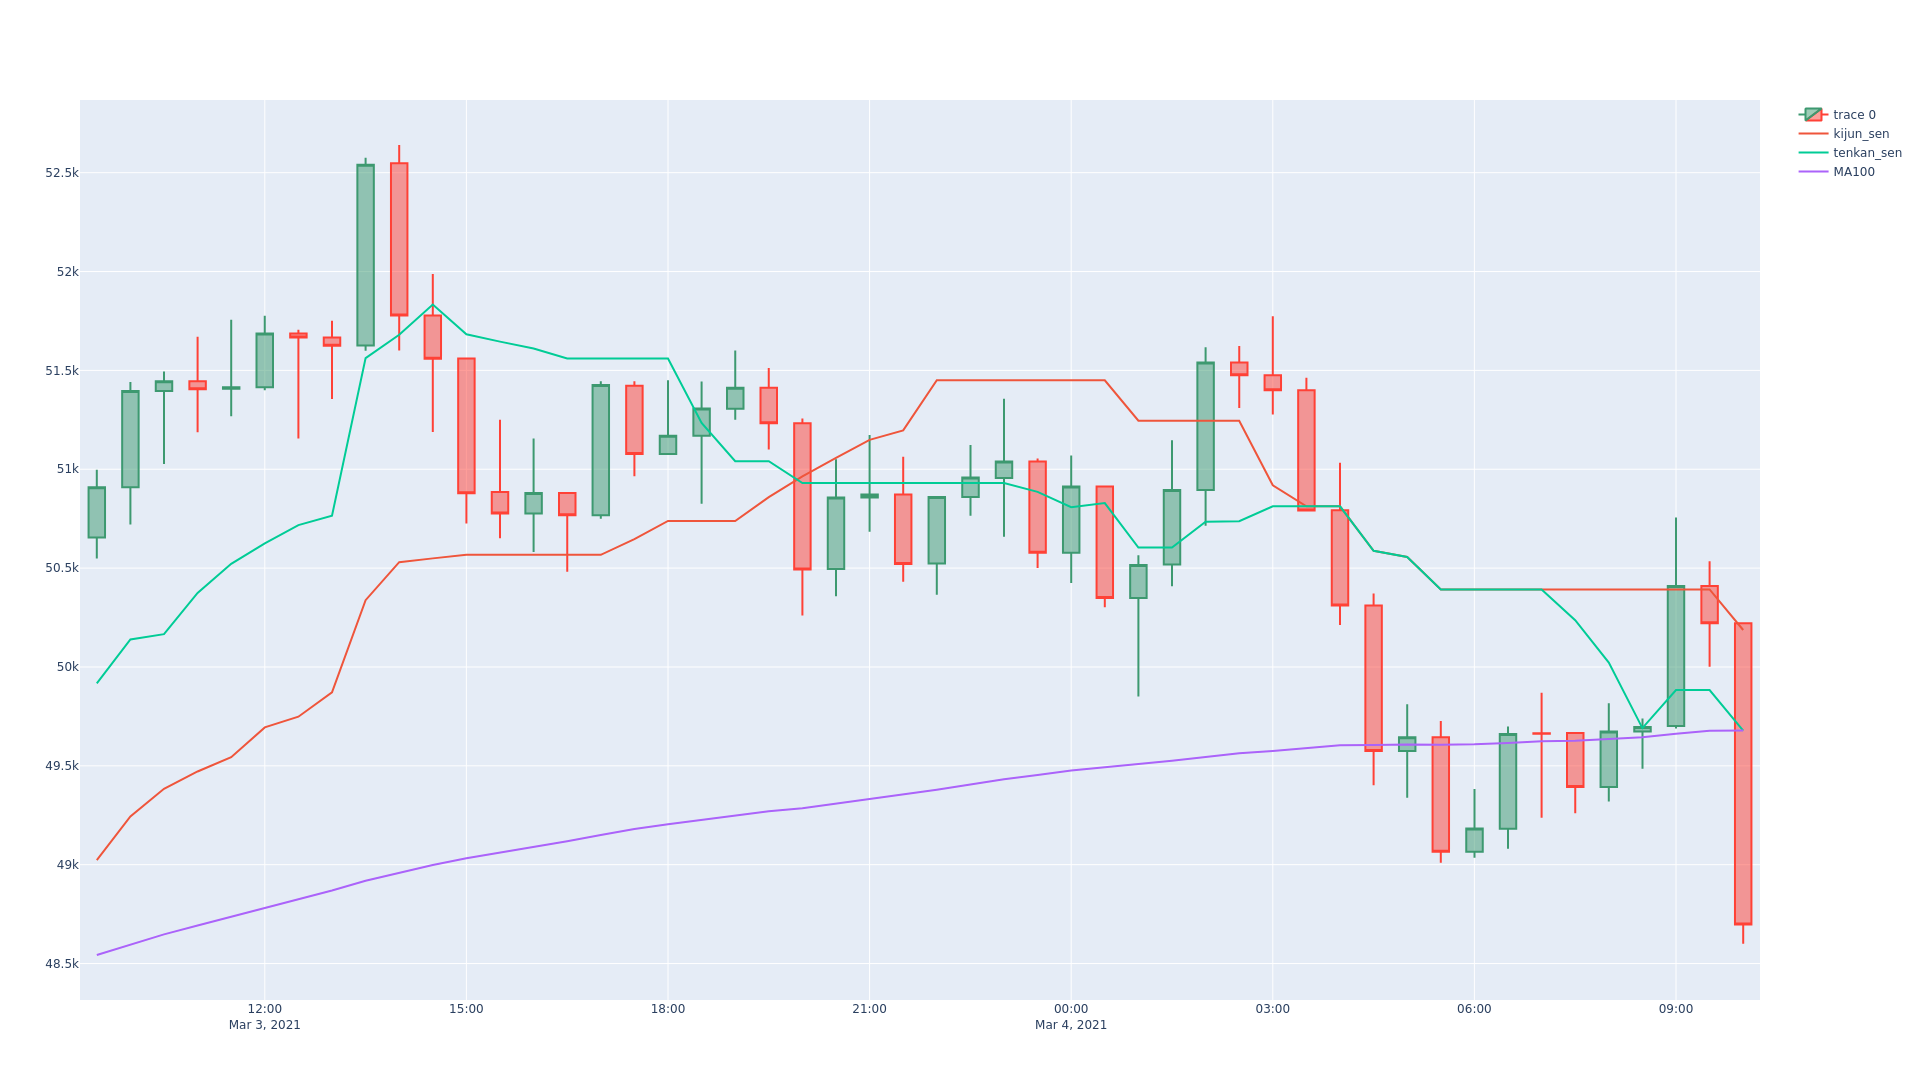 trace 0
kijun_sen
tenkan_sen
MA100
52.5k
52k
51.5k
51k
50.5k
50k
49.5k
49k
48.5k
12:00 15:00 18:00 21:00 00:00 03:00 06:00 09:00
Mar 3, 2021 Mar 4, 2021